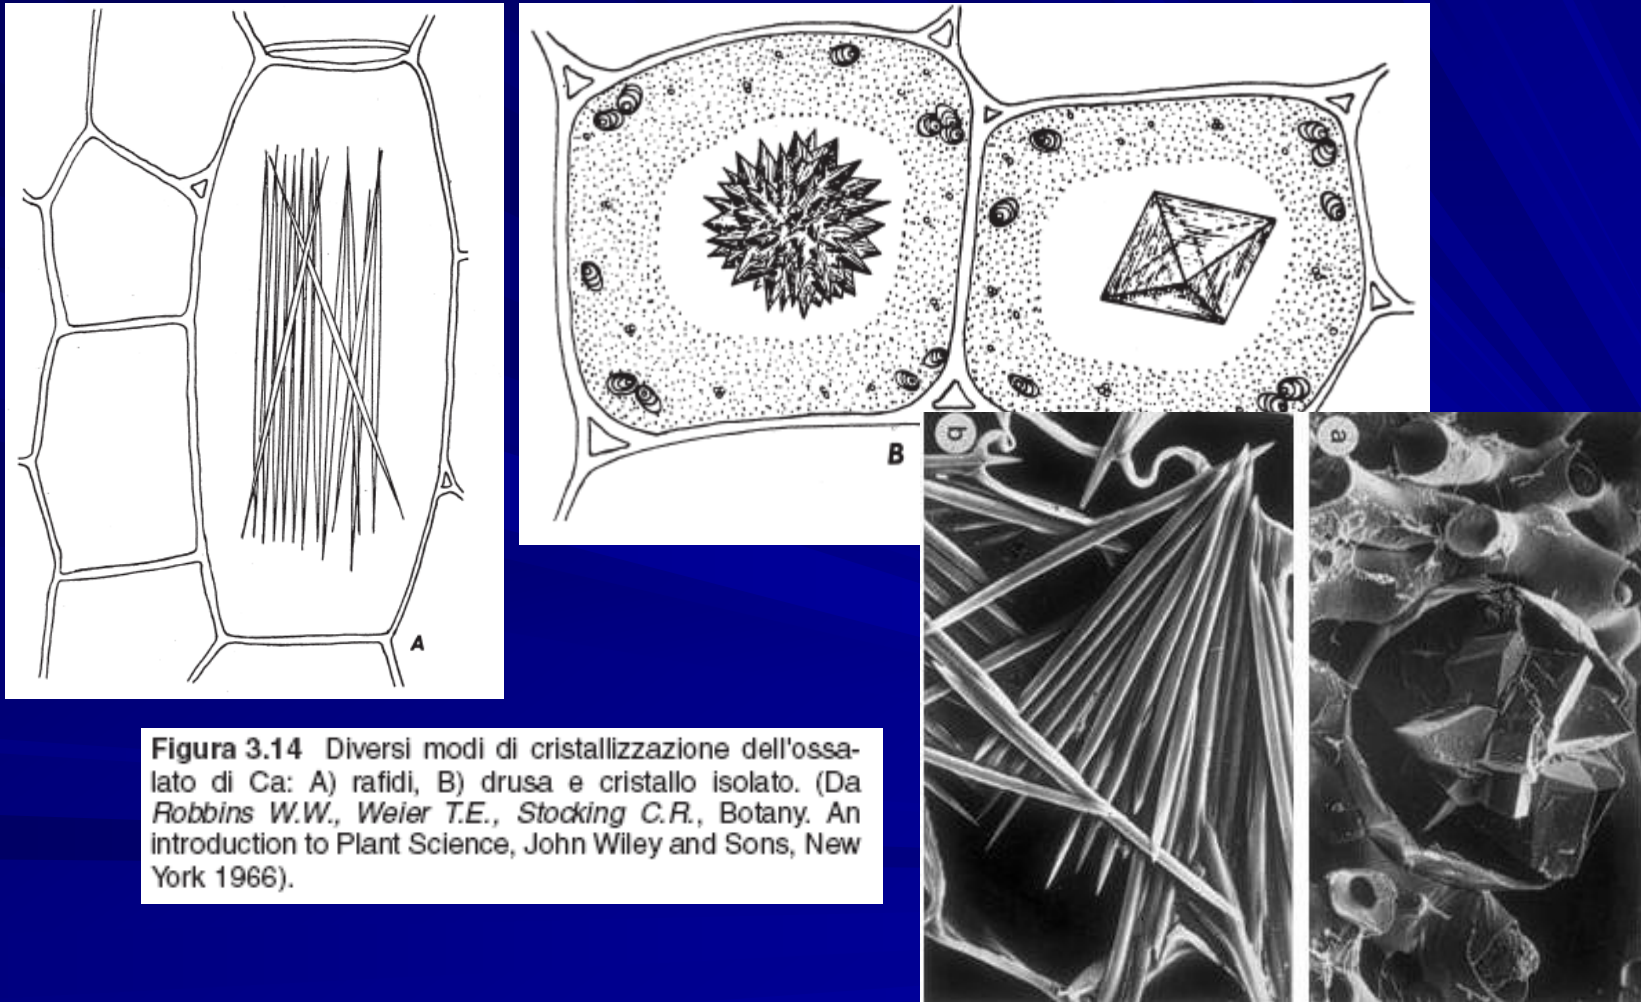 A
B
b
a
Figura 3.14 Diversi modi di cristallizzazione dell'ossa-
lato di Ca: A) rafidi, B) drusa e cristallo isolato. (Da
Robbins W.W., Weier T.E., Stocking C.R., Botany. An
introduction to Plant Science, John Wiley and Sons, New
York 1966).